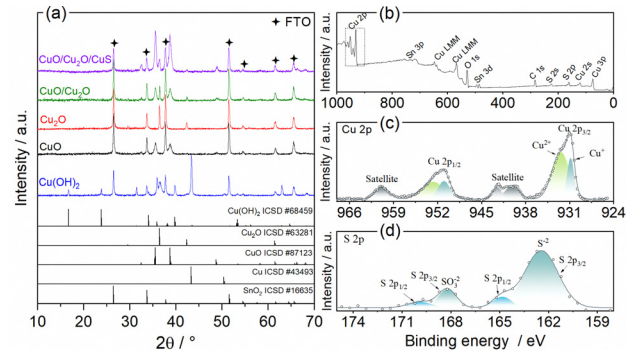 (a)
FTO
CuO/Cu₂O/CuS
CuO/Cu₂O
Cu₂O
CuO
Cu(OH)₂
Cu(OH)₂ ICSD #68459
Cu₂O ICSD #63281
CuO ICSD #87123
Cu ICSD #43493
SnO₂ ICSD #16635
10 20 30 40 50 60 70
2θ / °
Intensity / a.u.
(b)
Cu 2p
Sn 3p
Cu LMM
Cu LMM
O 1s
Sn 3d
C 1s
S 2s
S 2p
Cu 2s
Cu 3p
1000 800 600 400 200 0
Intensity / a.u.
Cu 2p
(c)
Cu 2p₃/₂
Cu²⁺
Cu⁺
Cu 2p₁/₂
Satellite
Satellite
966 959 952 945 938 931 924
Intensity / a.u.
S 2p
(d)
S⁻²
S 2p₃/₂
S 2p₁/₂
SO₃⁻²
S 2p₃/₂
S 2p₁/₂
174 171 168 165 162 159
Binding energy / eV
Intensity / a.u.